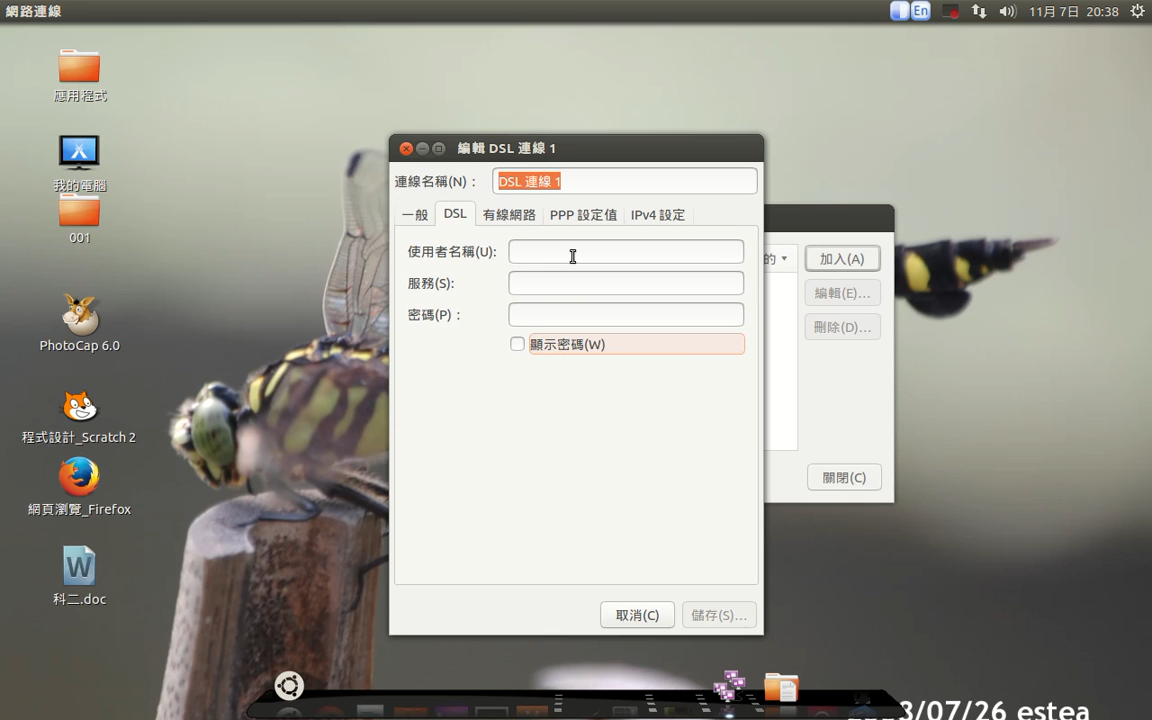 網路連線
En
11月 7日 20:38
應用程式
我的電腦
001
PhotoCap 6.0
程式設計_Scratch 2
網頁瀏覽_Firefox
W
科二.doc
編輯 DSL 連線 1
連線名稱(N)：
DSL 連線 1
一般
DSL
有線網路
PPP 設定值
IPv4 設定
使用者名稱(U):
服務(S):
密碼(P)：
顯示密碼(W)
取消(C)
儲存(S)...
的
加入(A)
編輯(E)...
刪除(D)...
關閉(C)
3/07/26 estea